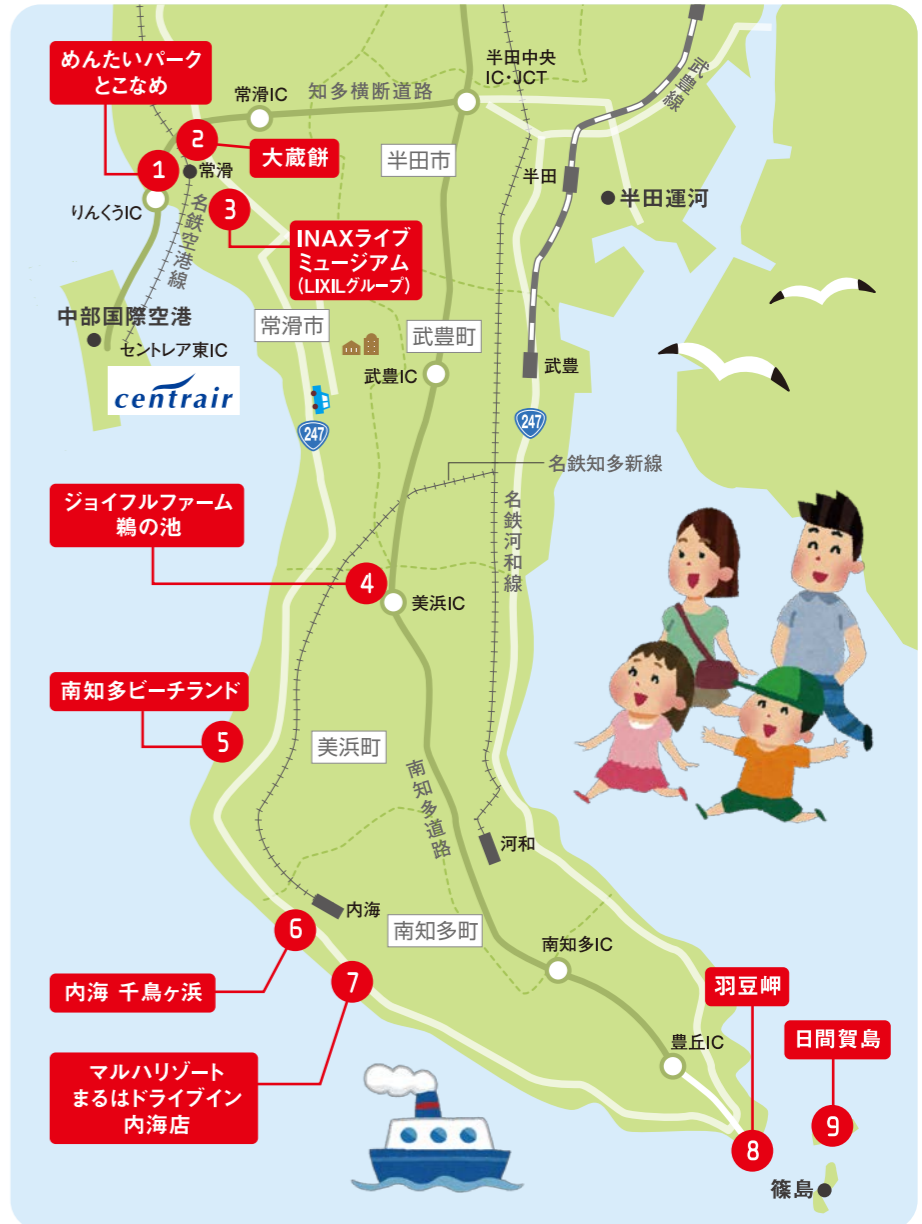 めんたいパーク
とこなめ
常滑IC
知多横断道路
半田中央
IC・JCT
武豊線
2
大蔵餅
半田市
1
常滑
半田
半田運河
りんくうIC
3
名鉄空港線
INAXライブ
ミュージアム
(LIXILグループ)
中部国際空港
常滑市
武豊町
セントレア東IC
武豊IC
武豊
centrair
247
247
名鉄知多新線
ジョイフルファーム
鵜の池
名鉄河和線
4
美浜IC
南知多ビーチランド
5
美浜町
南知多道路
河和
内海
6
南知多町
南知多IC
7
内海 千鳥ヶ浜
羽豆岬
豊丘IC
日間賀島
マルハリゾート
まるはドライブイン
内海店
9
8
篠島